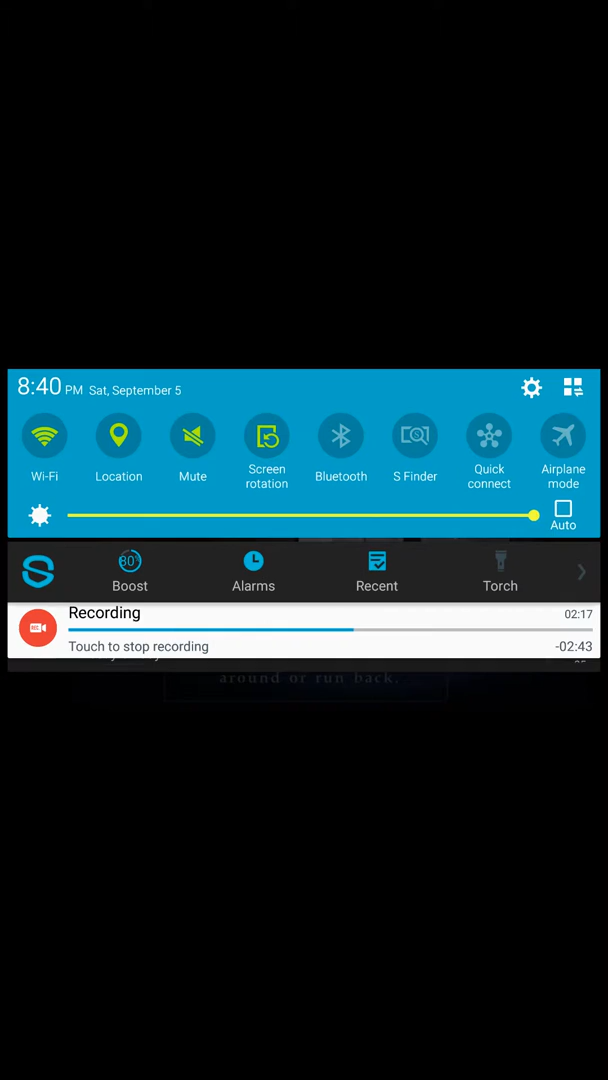 8:40 PM Sat, September 5
Wi-Fi
Location
Mute
Screen
rotation
Bluetooth
S Finder
Quick
connect
Airplane
mode
Auto
80%
Boost
Alarms
Recent
Torch
REC
Recording 02:17
Touch to stop recording -02:43
around or run back.